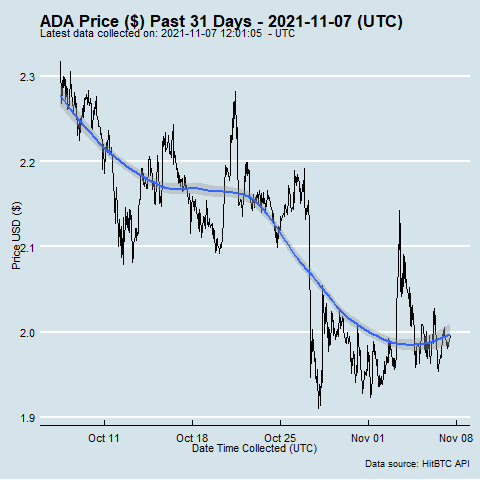 ADA Price ($) Past 31 Days - 2021-11-07 (UTC)
Latest data collected on: 2021-11-07 12:01:05 - UTC
2.3
2.2
2.1
2.0
1.9
Price USD ($)
Oct 11 Oct 18 Oct 25 Nov 01 Nov 08
Date Time Collected (UTC)
Data source: HitBTC API